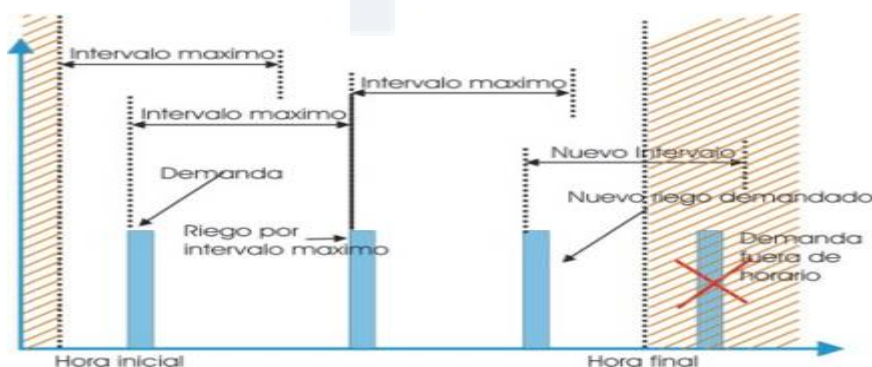 Intervalo maximo
Intervalo maximo
Intervalo maximo
Nuevo Intervalo
Demanda
Nuevo riego demandado
Riego por
intervalo maximo
Demanda
fuera de
horario
Hora inicial
Hora final